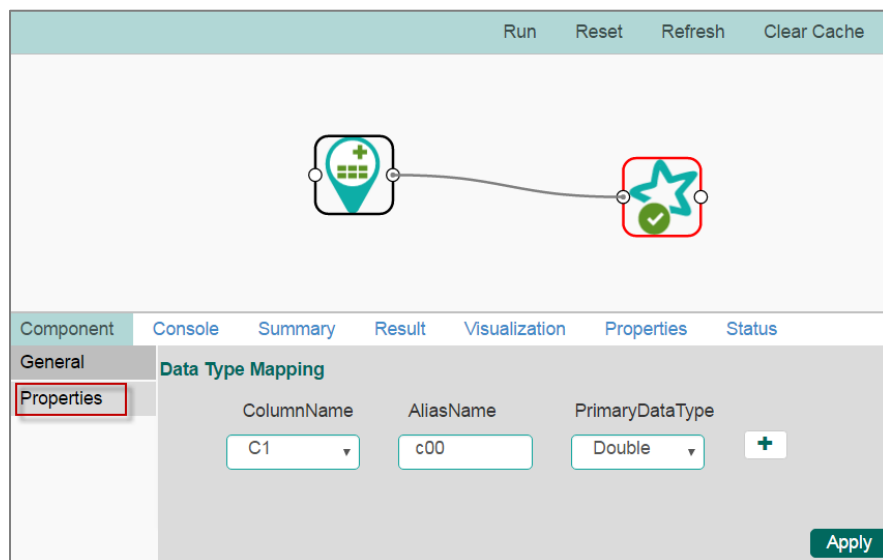 Run Reset Refresh Clear Cache
Component Console Summary Result Visualization Properties Status
General
Data Type Mapping
Properties
ColumnName AliasName PrimaryDataType
C1 c00 Double
Apply